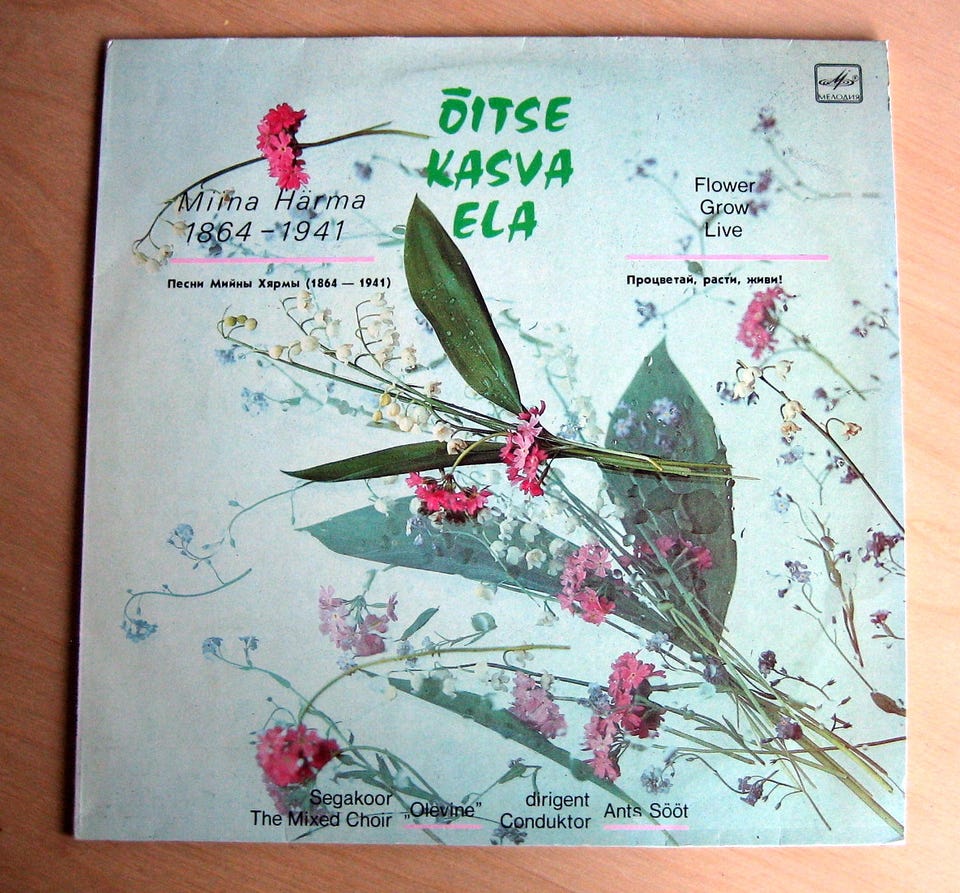 МЕЛОДИЯ
ÕITSE
KASVA
ELA
Miina Härma
1864-1941
Песни Мийны Хярмы (1864 — 1941)
Flower
Grow
Live
Процветай, расти, живи!
Segakoor
The Mixed Choir „Olevine”
dirigent
Conduktor Ants Sööt